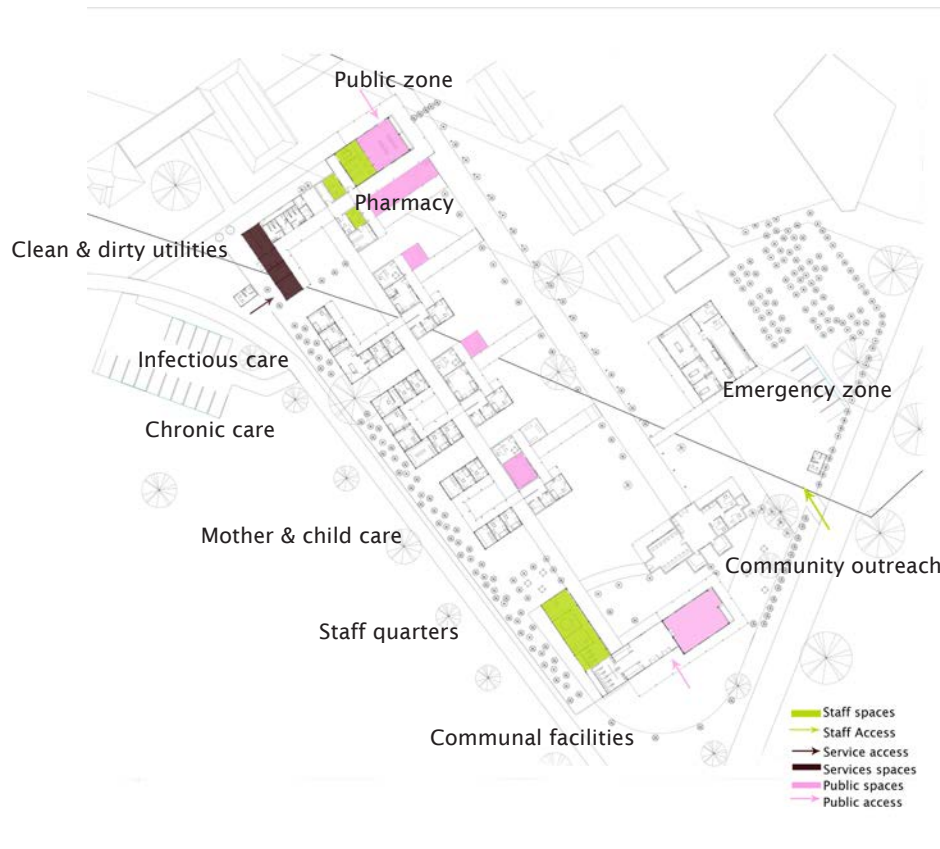 Public zone
Pharmacy
Clean & dirty utilities
Infectious care
Emergency zone
Chronic care
Mother & child care
Community outreach
Staff quarters
Communal facilities
Staff spaces
Staff Access
Service access
Services spaces
Public spaces
Public access